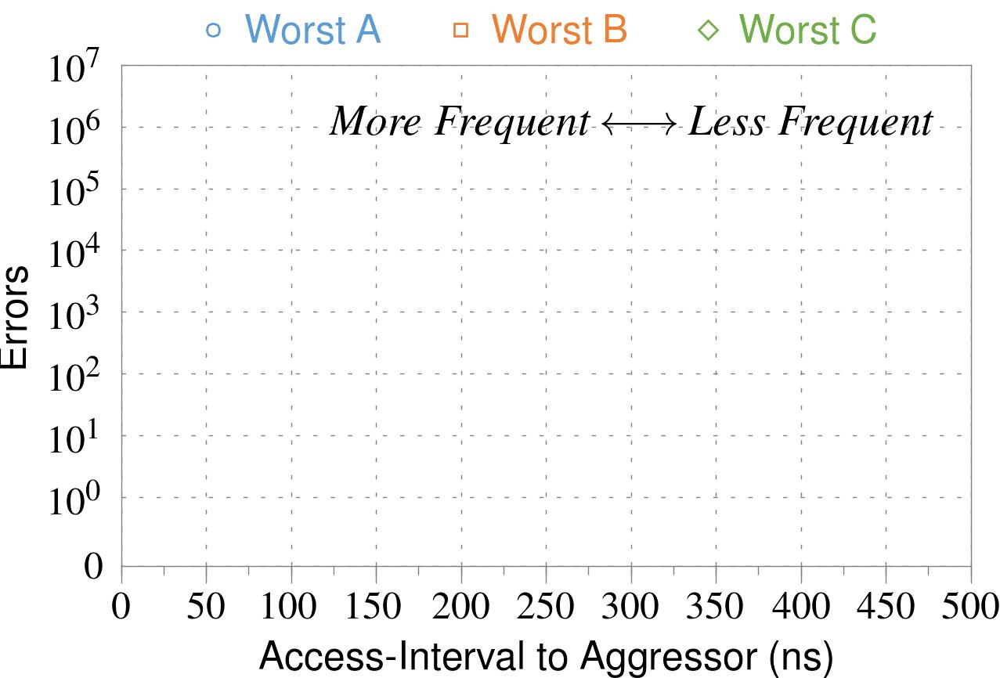 Worst A Worst B Worst C
10^7
More Frequent ⟷ Less Frequent
10^6
10^5
10^4
10^3
10^2
10^1
10^0
0
Errors
0 50 100 150 200 250 300 350 400 450 500
Access-Interval to Aggressor (ns)